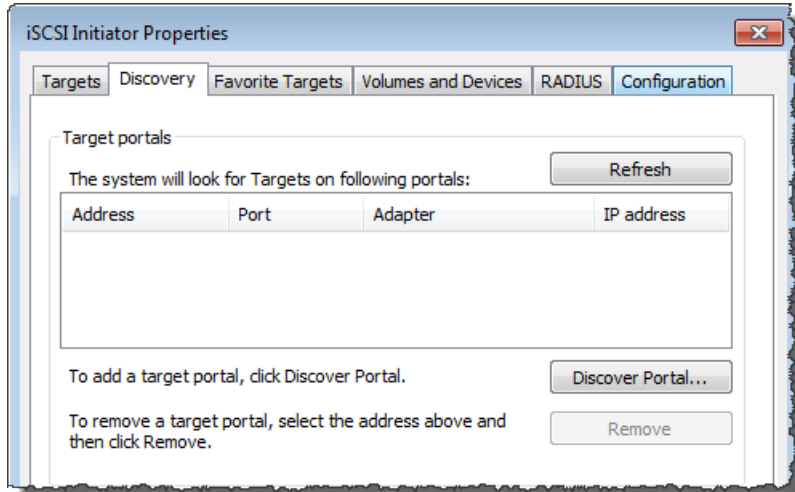 iSCSI Initiator Properties
Targets Discovery Favorite Targets Volumes and Devices RADIUS Configuration
Target portals
The system will look for Targets on following portals:
Refresh
Address Port Adapter IP address
To add a target portal, click Discover Portal.
Discover Portal...
To remove a target portal, select the address above and
then click Remove.
Remove